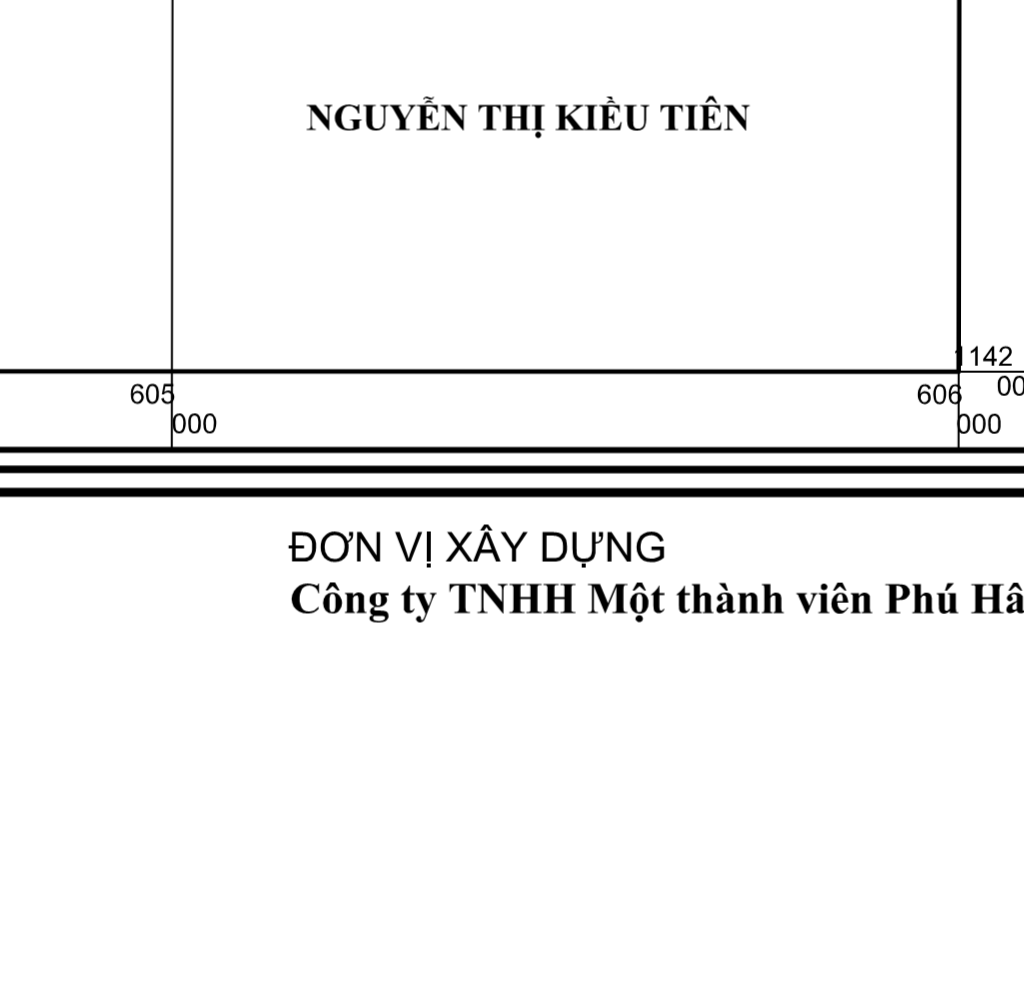 NGUYỄN THỊ KIỀU TIÊN
1142
605
606
00
000
000
ĐƠN VỊ XÂY DỰNG
Công ty TNHH Một thành viên Phú